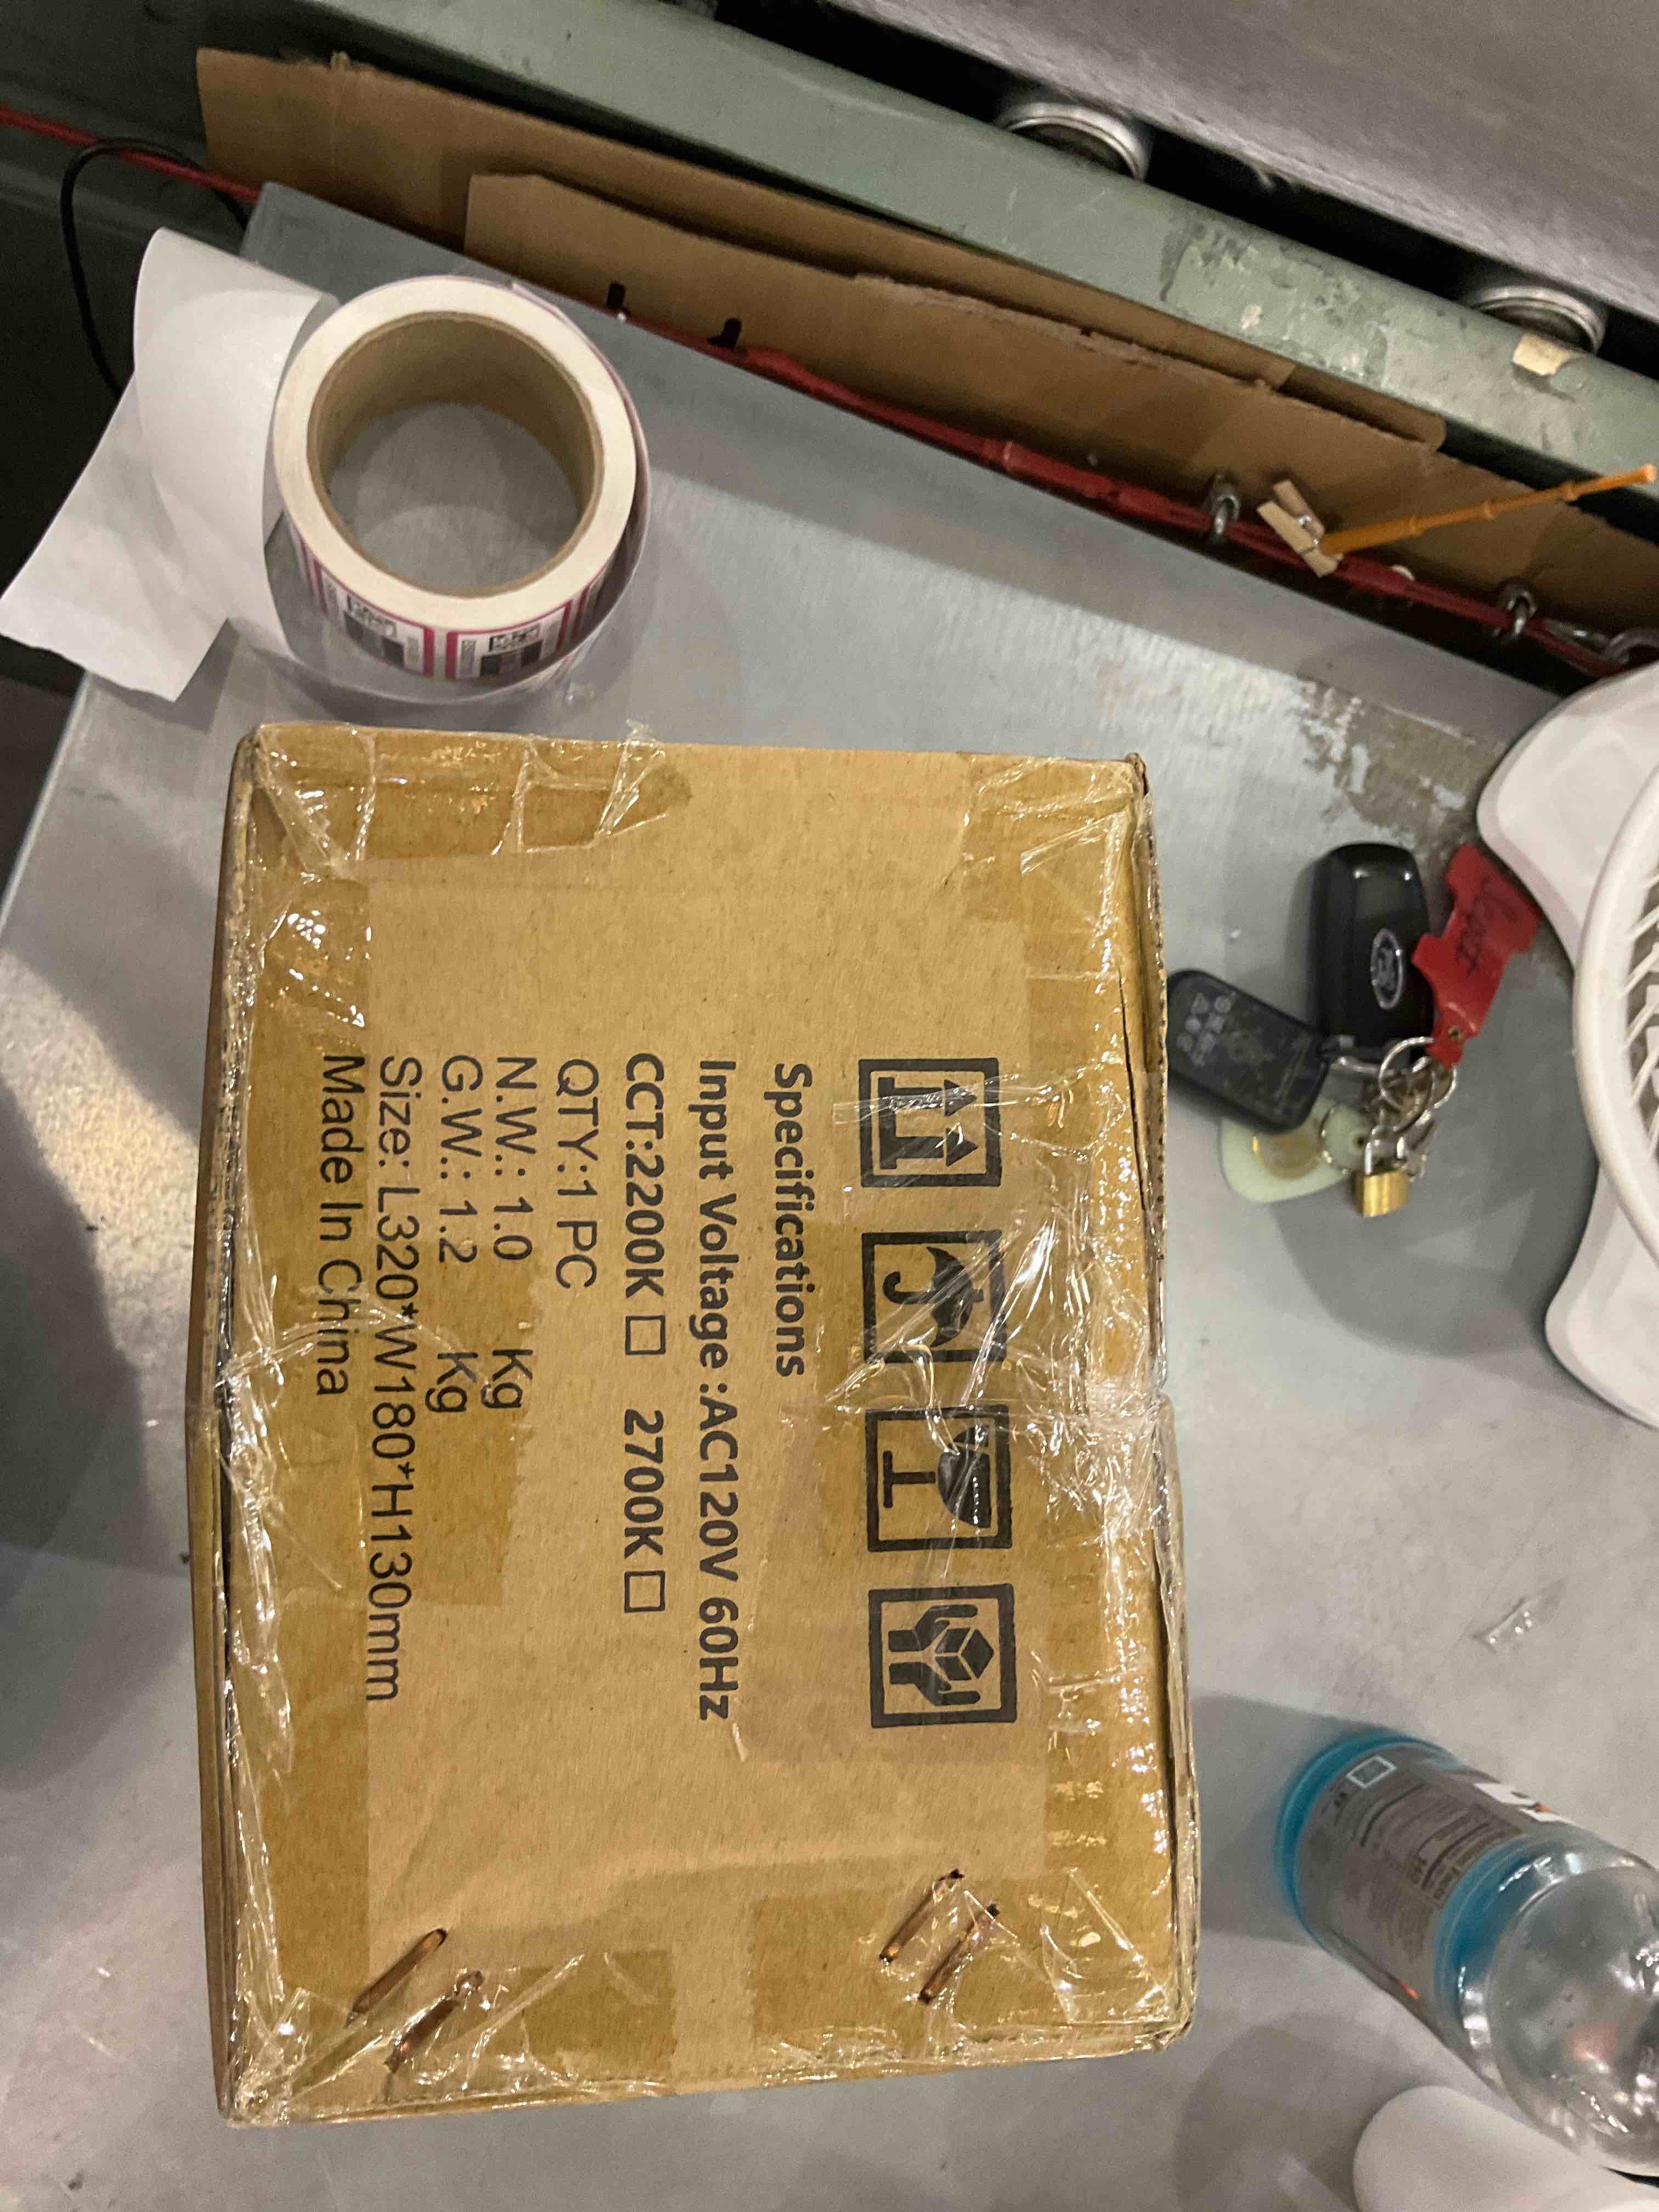 Specifications
Input Voltage :AC120V 60Hz
CCT:2200K □ 2700K □
QTY:1 PC
N.W.: 1.0 Kg
G.W.: 1.2 Kg
Size: L320*W180*H130mm
Made In China
Ford